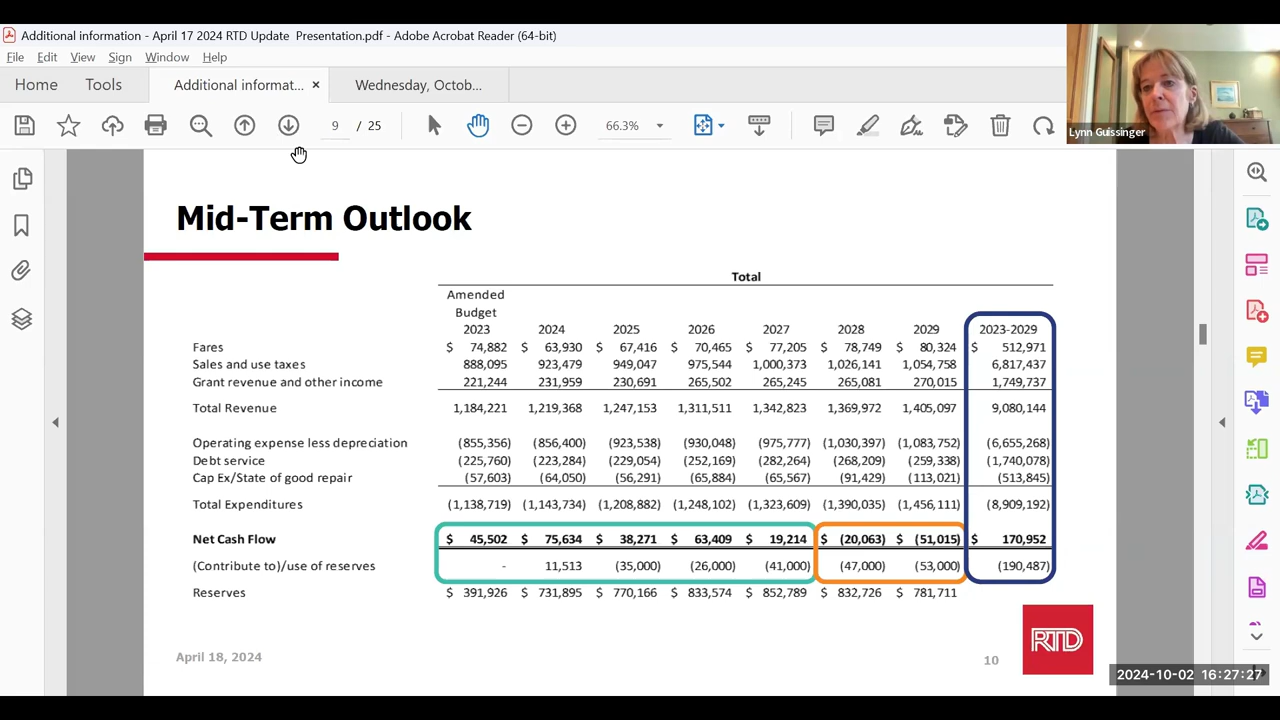 Additional information - April 17 2024 RTD Update Presentation.pdf - Adobe Acrobat Reader (64-bit)
File Edit View Sign Window Help
Home Tools Additional informat... × Wednesday, Octob...
9 / 25 66.3%
Lynn Guissinger
Mid-Term Outlook
Total
Amended
Budget
2023 2024 2025 2026 2027 2028 2029 2023-2029
Fares $ 74,882 $ 63,930 $ 67,416 $ 70,465 $ 77,205 $ 78,749 $ 80,324 $ 512,971
Sales and use taxes 888,095 923,479 949,047 975,544 1,000,373 1,026,141 1,054,758 6,817,437
Grant revenue and other income 221,244 231,959 230,691 265,502 265,245 265,081 270,015 1,749,737
Total Revenue 1,184,221 1,219,368 1,247,153 1,311,511 1,342,823 1,369,972 1,405,097 9,080,144
Operating expense less depreciation (855,356) (856,400) (923,538) (930,048) (975,777) (1,030,397) (1,083,752) (6,655,268)
Debt service (225,760) (223,284) (229,054) (252,169) (282,264) (268,209) (259,338) (1,740,078)
Cap Ex/State of good repair (57,603) (64,050) (56,291) (65,884) (65,567) (91,429) (113,021) (513,845)
Total Expenditures (1,138,719) (1,143,734) (1,208,882) (1,248,102) (1,323,609) (1,390,035) (1,456,111) (8,909,192)
Net Cash Flow $ 45,502 $ 75,634 $ 38,271 $ 63,409 $ 19,214 $ (20,063) $ (51,015) $ 170,952
(Contribute to)/use of reserves - 11,513 (35,000) (26,000) (41,000) (47,000) (53,000) (190,487)
Reserves $ 391,926 $ 731,895 $ 770,166 $ 833,574 $ 852,789 $ 832,726 $ 781,711
RTD
April 18, 2024 10
2024-10-02 16:27:27